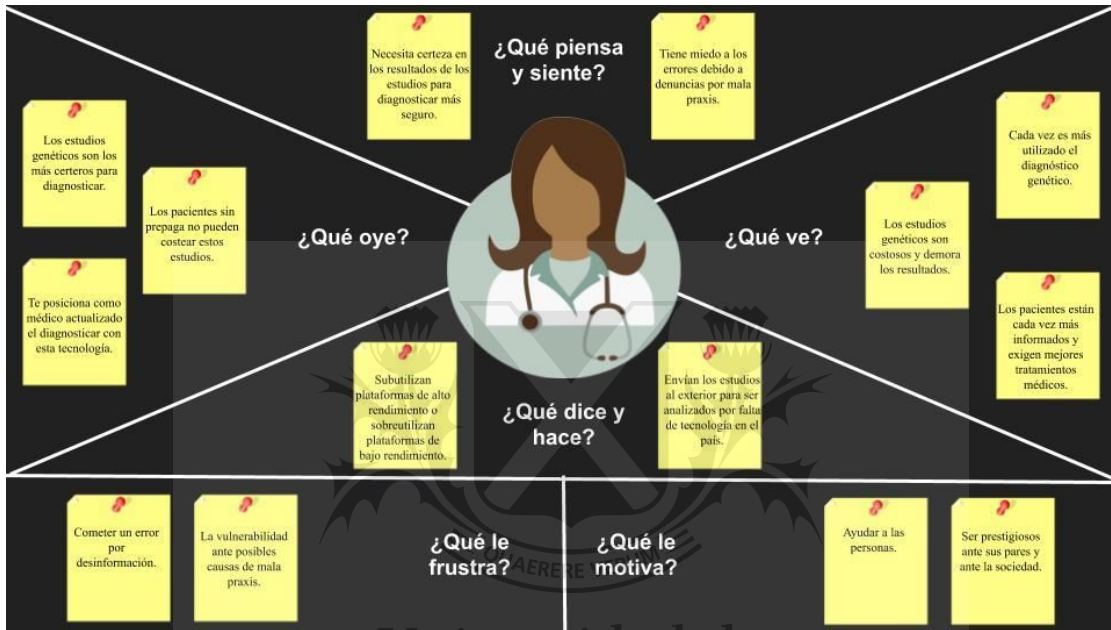 ¿Qué piensa
y siente?
Necesita certeza en
los resultados de los
estudios para
diagnosticar más
seguro.
Tiene miedo a los
errores debido a
denuncias por mala
praxis.
¿Qué oye?
Los estudios
genéticos son los
más certeros para
diagnosticar.
Los pacientes sin
prepaga no pueden
costear estos
estudios.
Te posiciona como
médico actualizado
el diagnosticar con
esta tecnología.
¿Qué ve?
Cada vez es más
utilizado el
diagnóstico
genético.
Los estudios
genéticos son
costosos y demora
los resultados.
Los pacientes están
cada vez más
informados y
exigen mejores
tratamientos
médicos.
¿Qué dice y
hace?
Subutilizan
plataformas de alto
rendimiento o
sobreutilizan
plataformas de
bajo rendimiento.
Envían los estudios
al exterior para ser
analizados por falta
de tecnología en el
país.
¿Qué le
frustra?
Cometer un error
por
desinformación.
La vulnerabilidad
ante posibles
causas de mala
praxis.
¿Qué le
motiva?
Ayudar a las
personas.
Ser prestigiosos
ante sus pares y
ante la sociedad.
QUAERERE